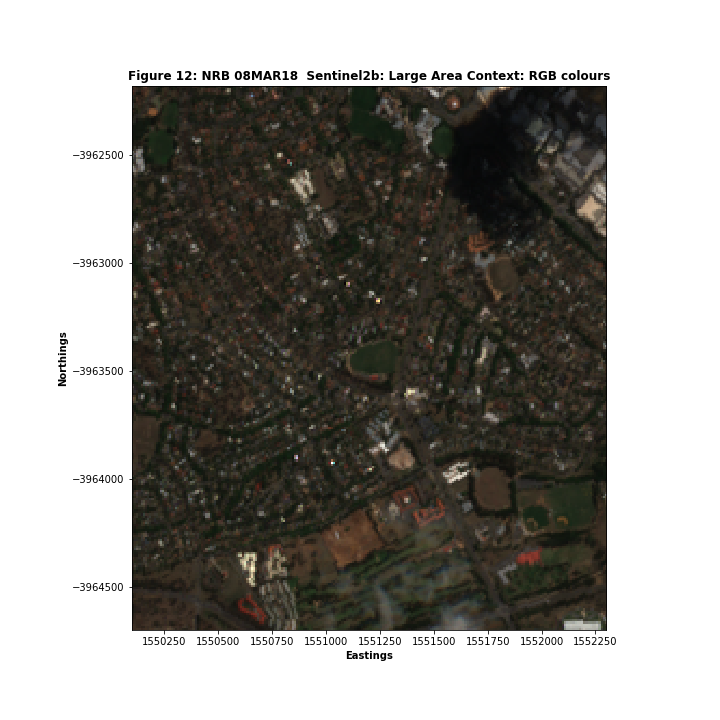 Figure 12: NRB 08MAR18  Sentinel2b: Large Area Context: RGB colours
Northings
−3962500
−3963000
−3963500
−3964000
−3964500
1550250 1550500 1550750 1551000 1551250 1551500 1551750 1552000 1552250
Eastings